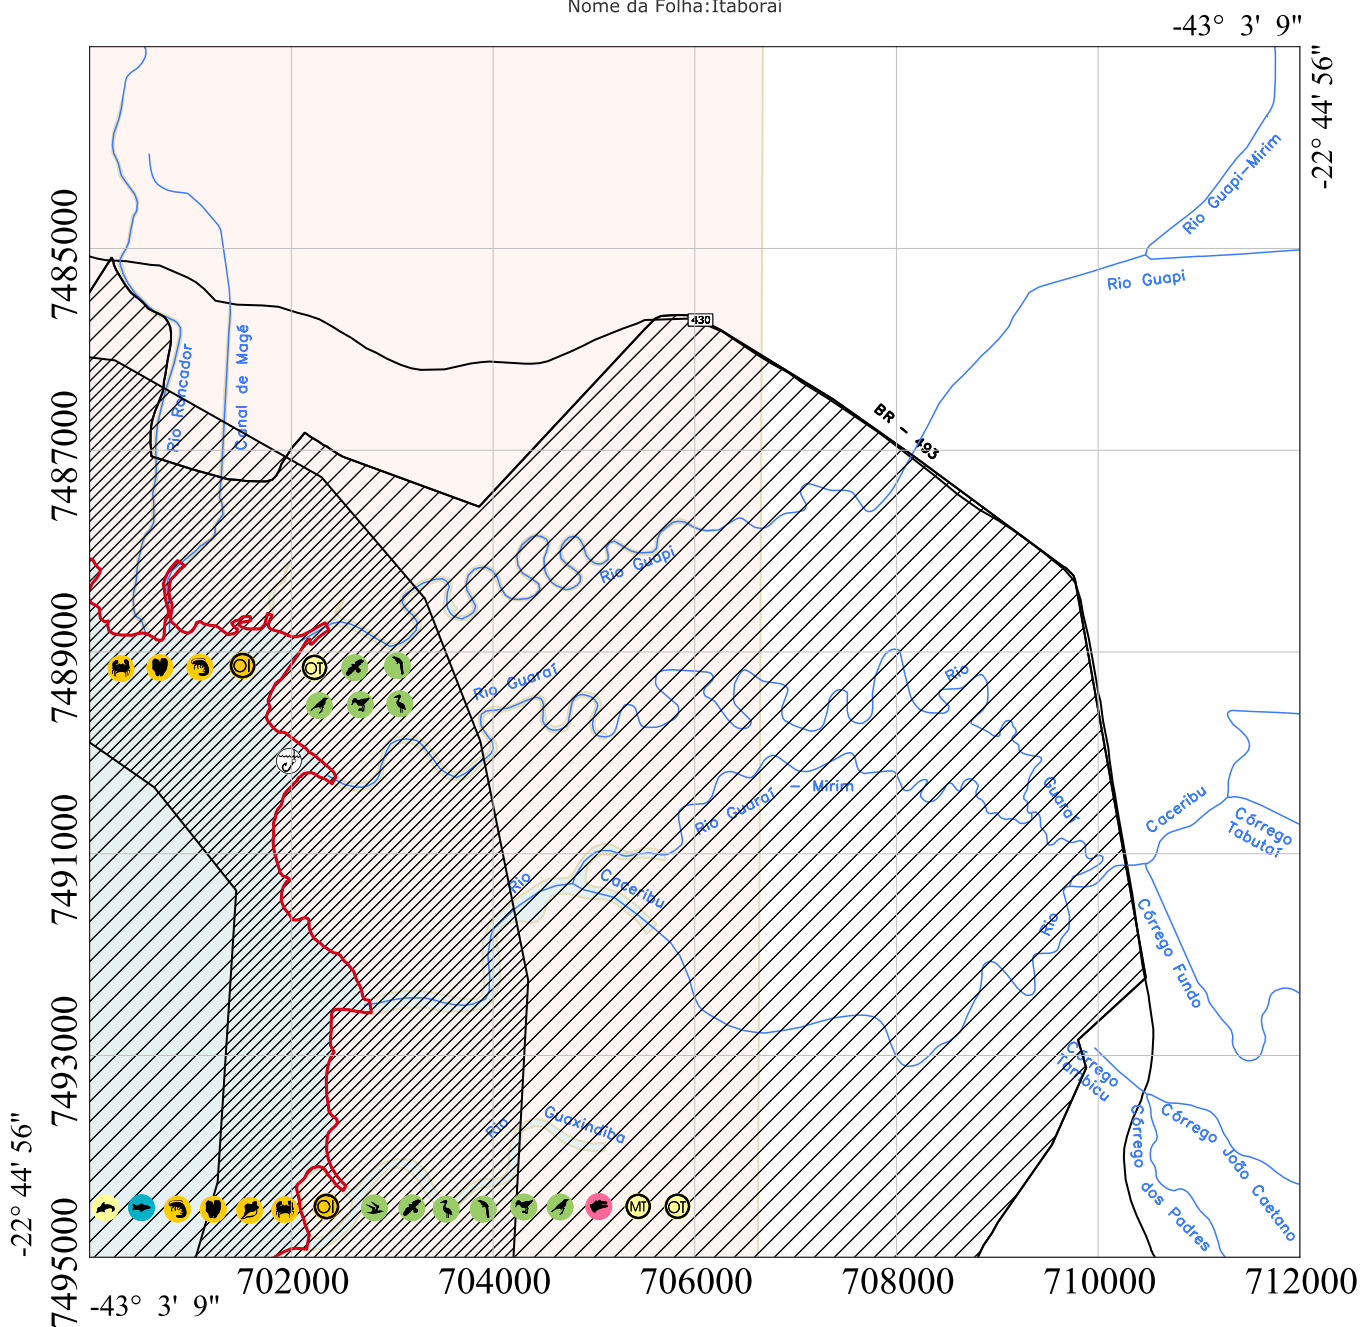 Nome da Folha:Itaboraí
-43° 3' 9"
-22° 44' 56"
Rio Guapi-Mirim
7485000
Rio Guapi
430
Rio Roncador
Canal de Magé
BR - 493
7487000
Rio Guapi
7489000
OI
OT
Rio Guaraí
Rio
Guaraí
Rio Guaraí - Mirim
Caceribu
Córrego
Tabutaí
7491000
Rio
Caceribu
Rio
Córrego Fundo
7493000
Córrego
Tambicu
Rio
Guaxindiba
Córrego
dos Padres
Córrego
João Caetano
-22° 44' 56"
OI
MT
OT
7495000
702000
704000
706000
708000
710000
712000
-43° 3' 9"